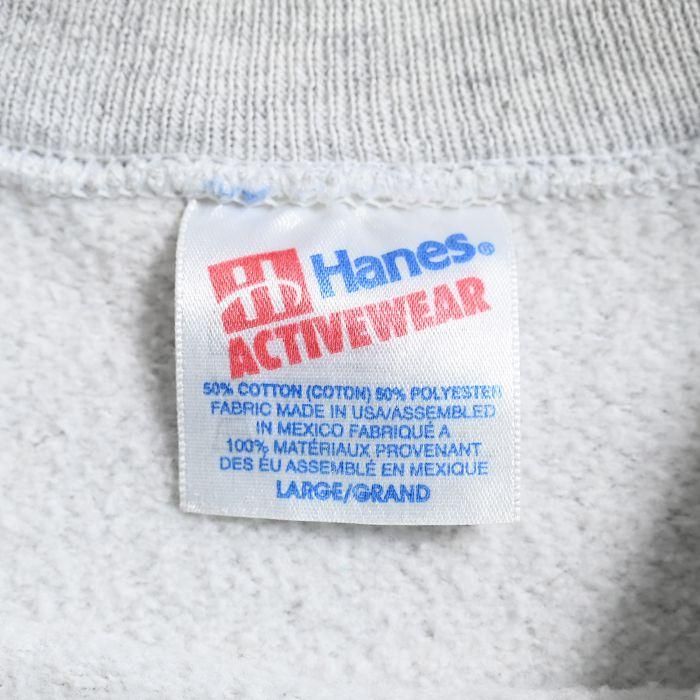 H Hanes®
ACTIVEWEAR
50% COTTON (COTON) 50% POLYESTER
FABRIC MADE IN USA/ASSEMBLED
IN MEXICO FABRIQUÉ A
100% MATÉRIAUX PROVENANT
DES ÉU ASSEMBLÉ EN MEXIQUE
LARGE/GRAND